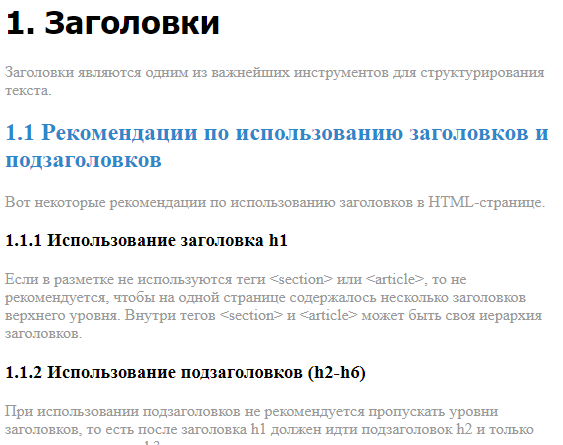 1. Заголовки
Заголовки являются одним из важнейших инструментов для структурирования
текста.
1.1 Рекомендации по использованию заголовков и
подзаголовков
Вот некоторые рекомендации по использованию заголовков в HTML-странице.
1.1.1 Использование заголовка h1
Если в разметке не используются теги <section> или <article>, то не
рекомендуется, чтобы на одной странице содержалось несколько заголовков
верхнего уровня. Внутри тегов <section> и <article> может быть своя иерархия
заголовков.
1.1.2 Использование подзаголовков (h2-h6)
При использовании подзаголовков не рекомендуется пропускать уровни
заголовков, то есть после заголовка h1 должен идти подзаголовок h2 и только